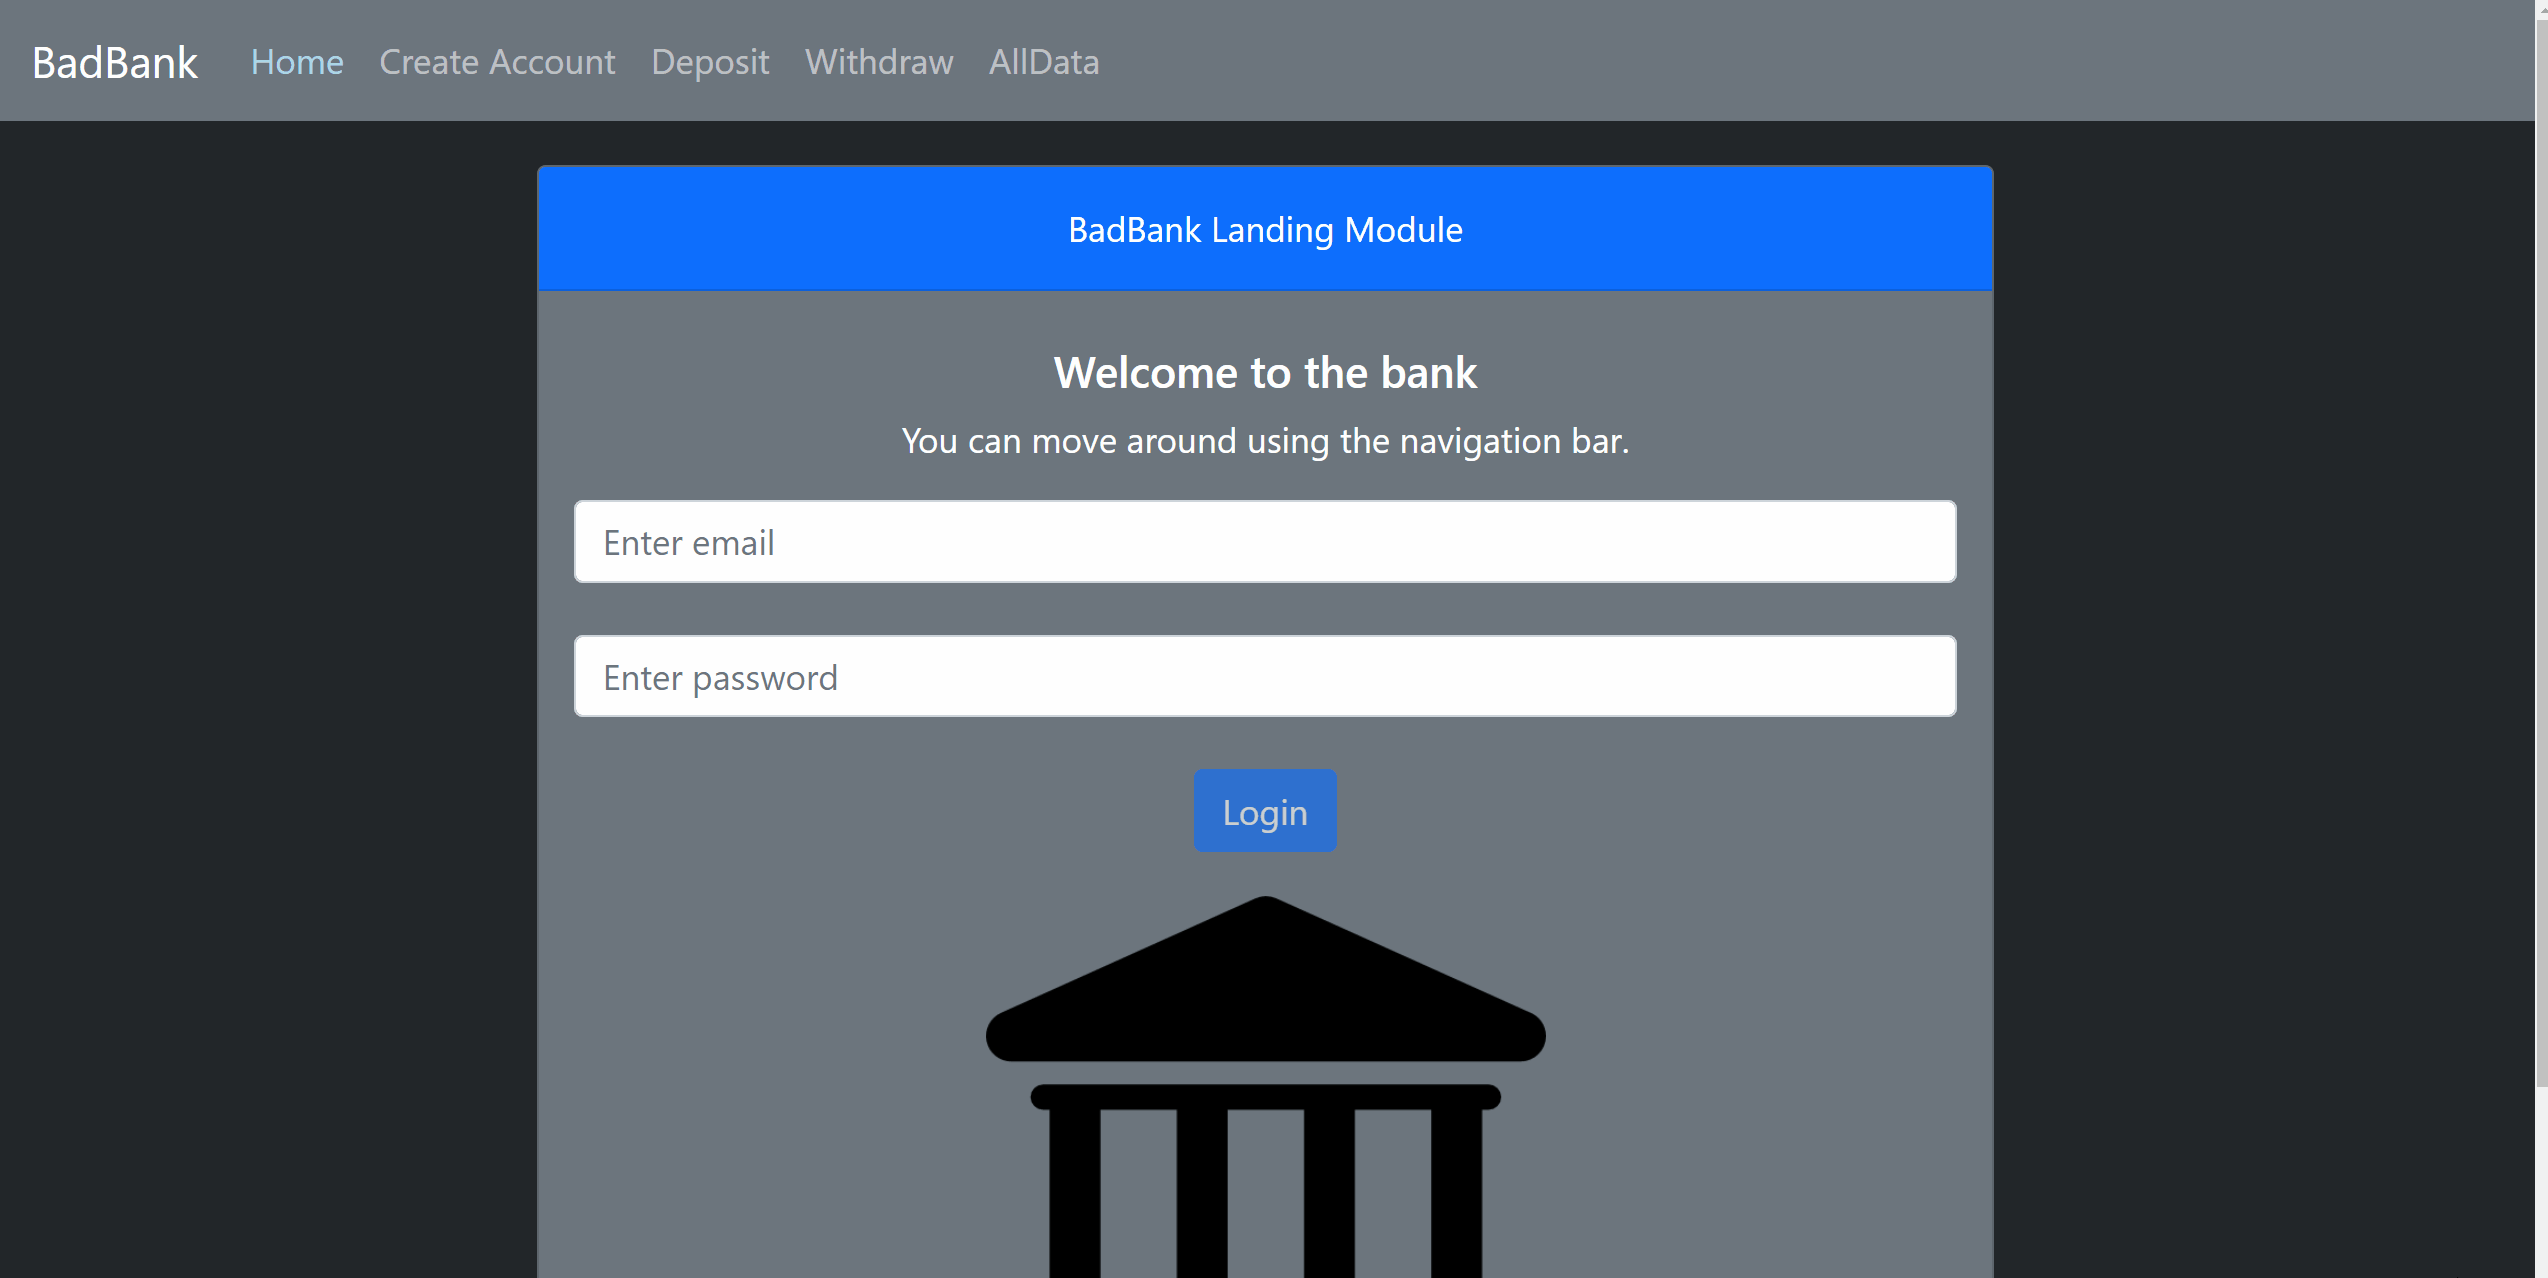 BadBank Home Create Account Deposit Withdraw AllData
BadBank Landing Module
Welcome to the bank
You can move around using the navigation bar.
Enter email
Enter password
Login